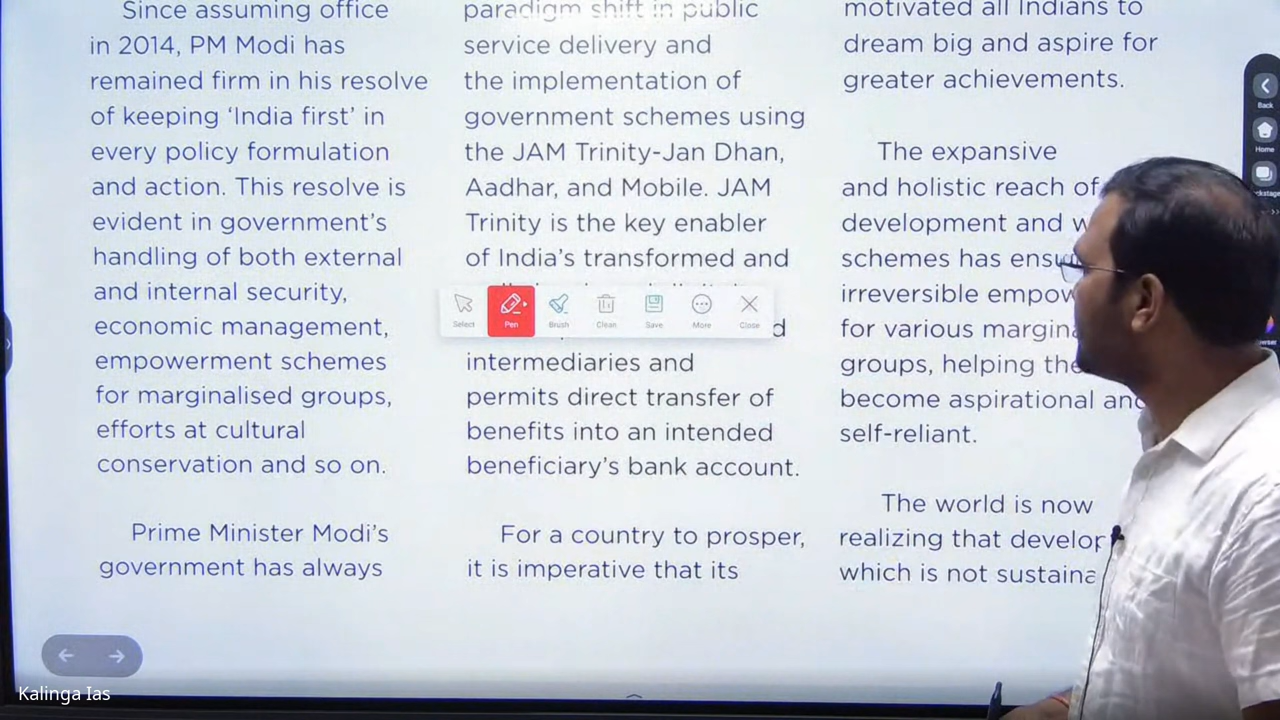 Since assuming office
in 2014, PM Modi has
remained firm in his resolve
of keeping ‘India first’ in
every policy formulation
and action. This resolve is
evident in government’s
handling of both external
and internal security,
economic management,
empowerment schemes
for marginalised groups,
efforts at cultural
conservation and so on.
Prime Minister Modi’s
government has always
paradigm shift in public
service delivery and
the implementation of
government schemes using
the JAM Trinity-Jan Dhan,
Aadhar, and Mobile. JAM
Trinity is the key enabler
of India’s transformed and
intermediaries and
permits direct transfer of
benefits into an intended
beneficiary’s bank account.
For a country to prosper,
it is imperative that its
motivated all Indians to
dream big and aspire for
greater achievements.
The expansive
and holistic reach of
development and
schemes has
irreversible
for various
groups, helping
become aspirational and
self-reliant.
The world is now
realizing that
which is not
Select
Pen
Brush
Clean
Save
More
Close
Back
Home
Kalinga Ias